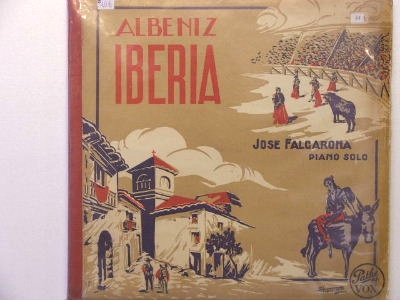 ALBENIZ
IBERIA
JOSE FALGARONA
PIANO SOLO
Pathé
VOX